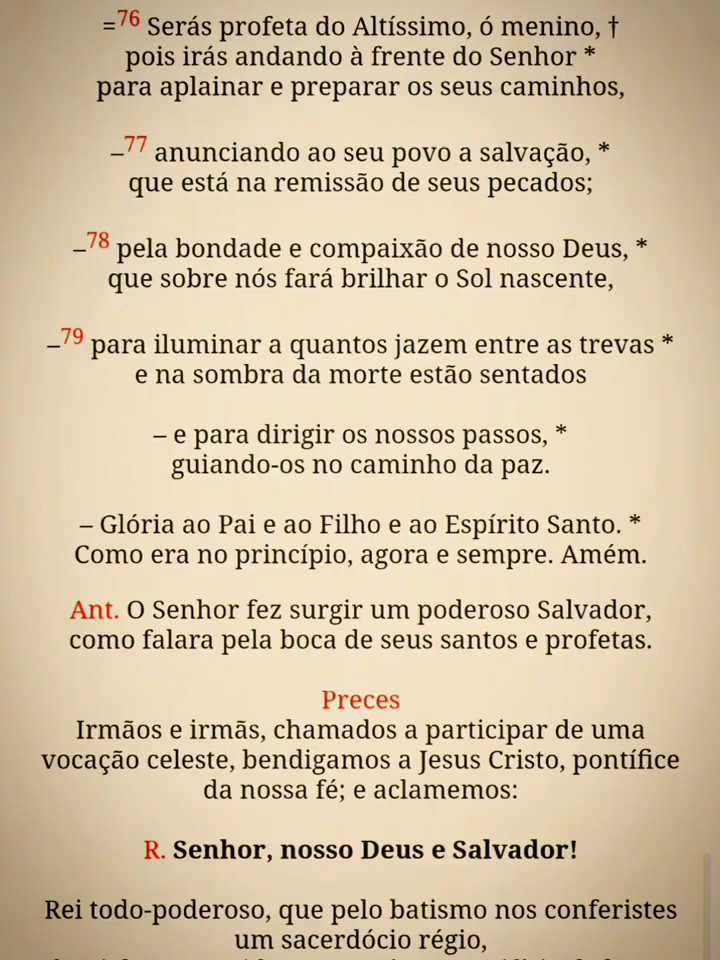 =76 Serás profeta do Altíssimo, ó menino, †
pois irás andando à frente do Senhor *
para aplainar e preparar os seus caminhos,
–77 anunciando ao seu povo a salvação, *
que está na remissão de seus pecados;
–78 pela bondade e compaixão de nosso Deus, *
que sobre nós fará brilhar o Sol nascente,
–79 para iluminar a quantos jazem entre as trevas *
e na sombra da morte estão sentados
– e para dirigir os nossos passos, *
guiando-os no caminho da paz.
– Glória ao Pai e ao Filho e ao Espírito Santo. *
Como era no princípio, agora e sempre. Amém.
Ant. O Senhor fez surgir um poderoso Salvador,
como falara pela boca de seus santos e profetas.
Preces
Irmãos e irmãs, chamados a participar de uma
vocação celeste, bendigamos a Jesus Cristo, pontífice
da nossa fé; e aclamemos:
R. Senhor, nosso Deus e Salvador!
Rei todo-poderoso, que pelo batismo nos conferistes
um sacerdócio régio,